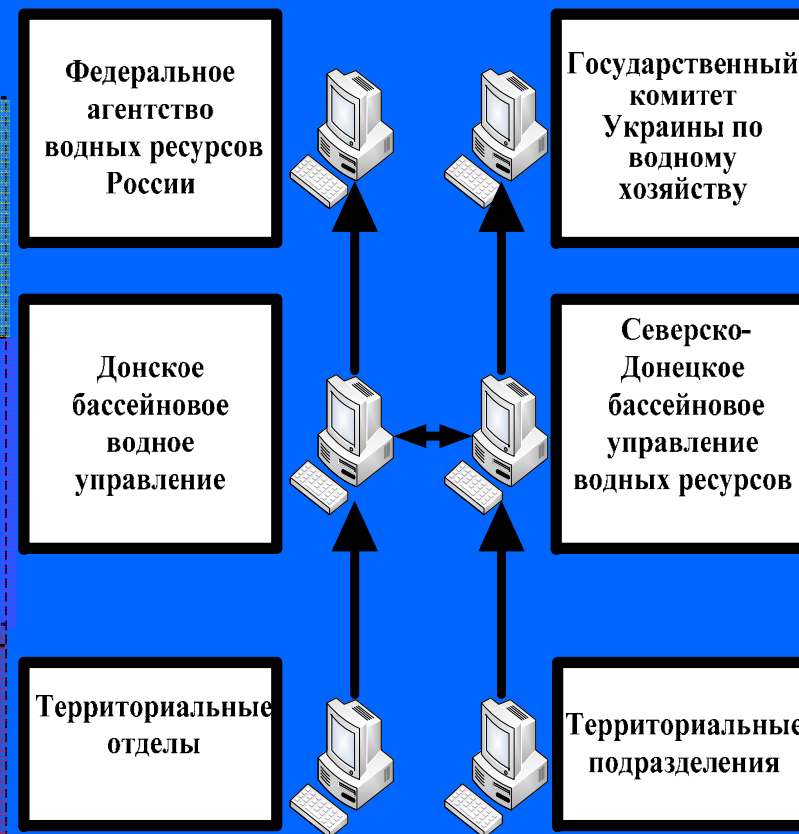 Федеральное
агентство
водных ресурсов
России
Государственный
комитет
Украины по
водному
хозяйству
Донское
бассейновое
водное
управление
Северско-
Донецкое
бассейновое
управление
водных ресурсов
Территориальные
отделы
Территориальные
подразделения